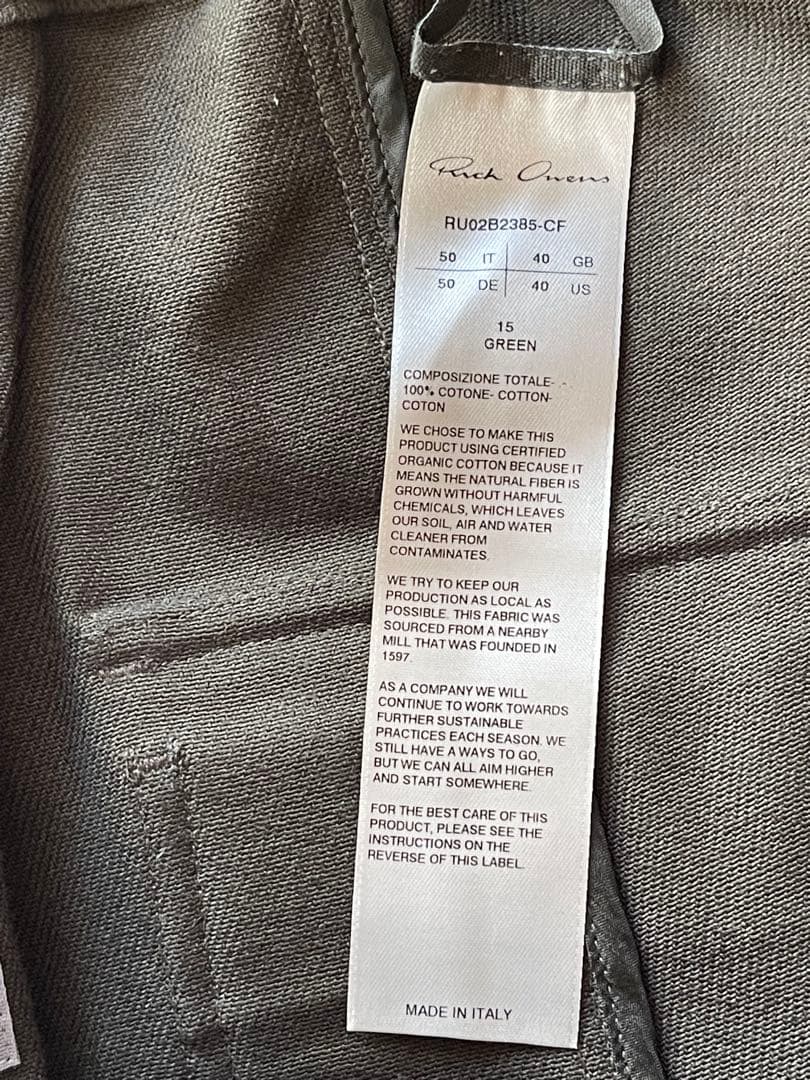 Rick Owens
RU02B2385-CF
50 IT 40 GB
50 DE 40 US
15
GREEN
COMPOSIZIONE TOTALE- -
100% COTONE- COTTON-
COTON
WE CHOSE TO MAKE THIS
PRODUCT USING CERTIFIED
ORGANIC COTTON BECAUSE IT
MEANS THE NATURAL FIBER IS
GROWN WITHOUT HARMFUL
CHEMICALS, WHICH LEAVES
OUR SOIL, AIR AND WATER
CLEANER FROM
CONTAMINATES.
WE TRY TO KEEP OUR
PRODUCTION AS LOCAL AS
POSSIBLE. THIS FABRIC WAS
SOURCED FROM A NEARBY
MILL THAT WAS FOUNDED IN
1597.
AS A COMPANY WE WILL
CONTINUE TO WORK TOWARDS
FURTHER SUSTAINABLE
PRACTICES EACH SEASON. WE
STILL HAVE A WAYS TO GO,
BUT WE CAN ALL AIM HIGHER
AND START SOMEWHERE.
FOR THE BEST CARE OF THIS
PRODUCT, PLEASE SEE THE
INSTRUCTIONS ON THE
REVERSE OF THIS LABEL.
MADE IN ITALY